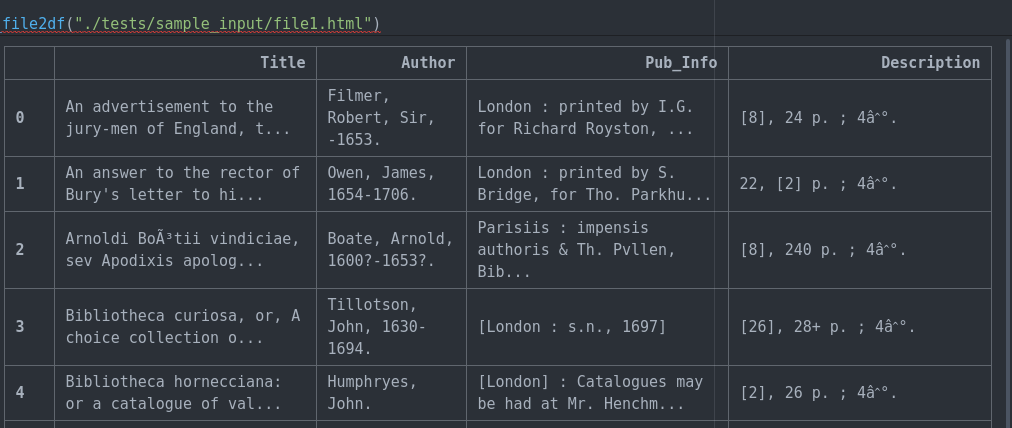 file2df("./tests/sample_input/file1.html")
Title Author Pub_Info Description
0 An advertisement to the jury-men of England, t... Filmer, Robert, Sir, -1653. London : printed by I.G. for Richard Royston, ... [8], 24 p. ; 4âˆ°.
1 An answer to the rector of Bury's letter to hi... Owen, James, 1654-1706. London : printed by S. Bridge, for Tho. Parkhu... 22, [2] p. ; 4âˆ°.
2 Arnoldi BoÃ³tii vindiciae, sev Apodixis apolog... Boate, Arnold, 1600?-1653?. Parisiis : impensis authoris & Th. Pvllen, Bib... [8], 240 p. ; 4âˆ°.
3 Bibliotheca curiosa, or, A choice collection o... Tillotson, John, 1630-1694. [London : s.n., 1697] [26], 28+ p. ; 4âˆ°.
4 Bibliotheca hornecciana: or a catalogue of val... Humphryes, John. [London] : Catalogues may be had at Mr. Henchm... [2], 26 p. ; 4âˆ°.